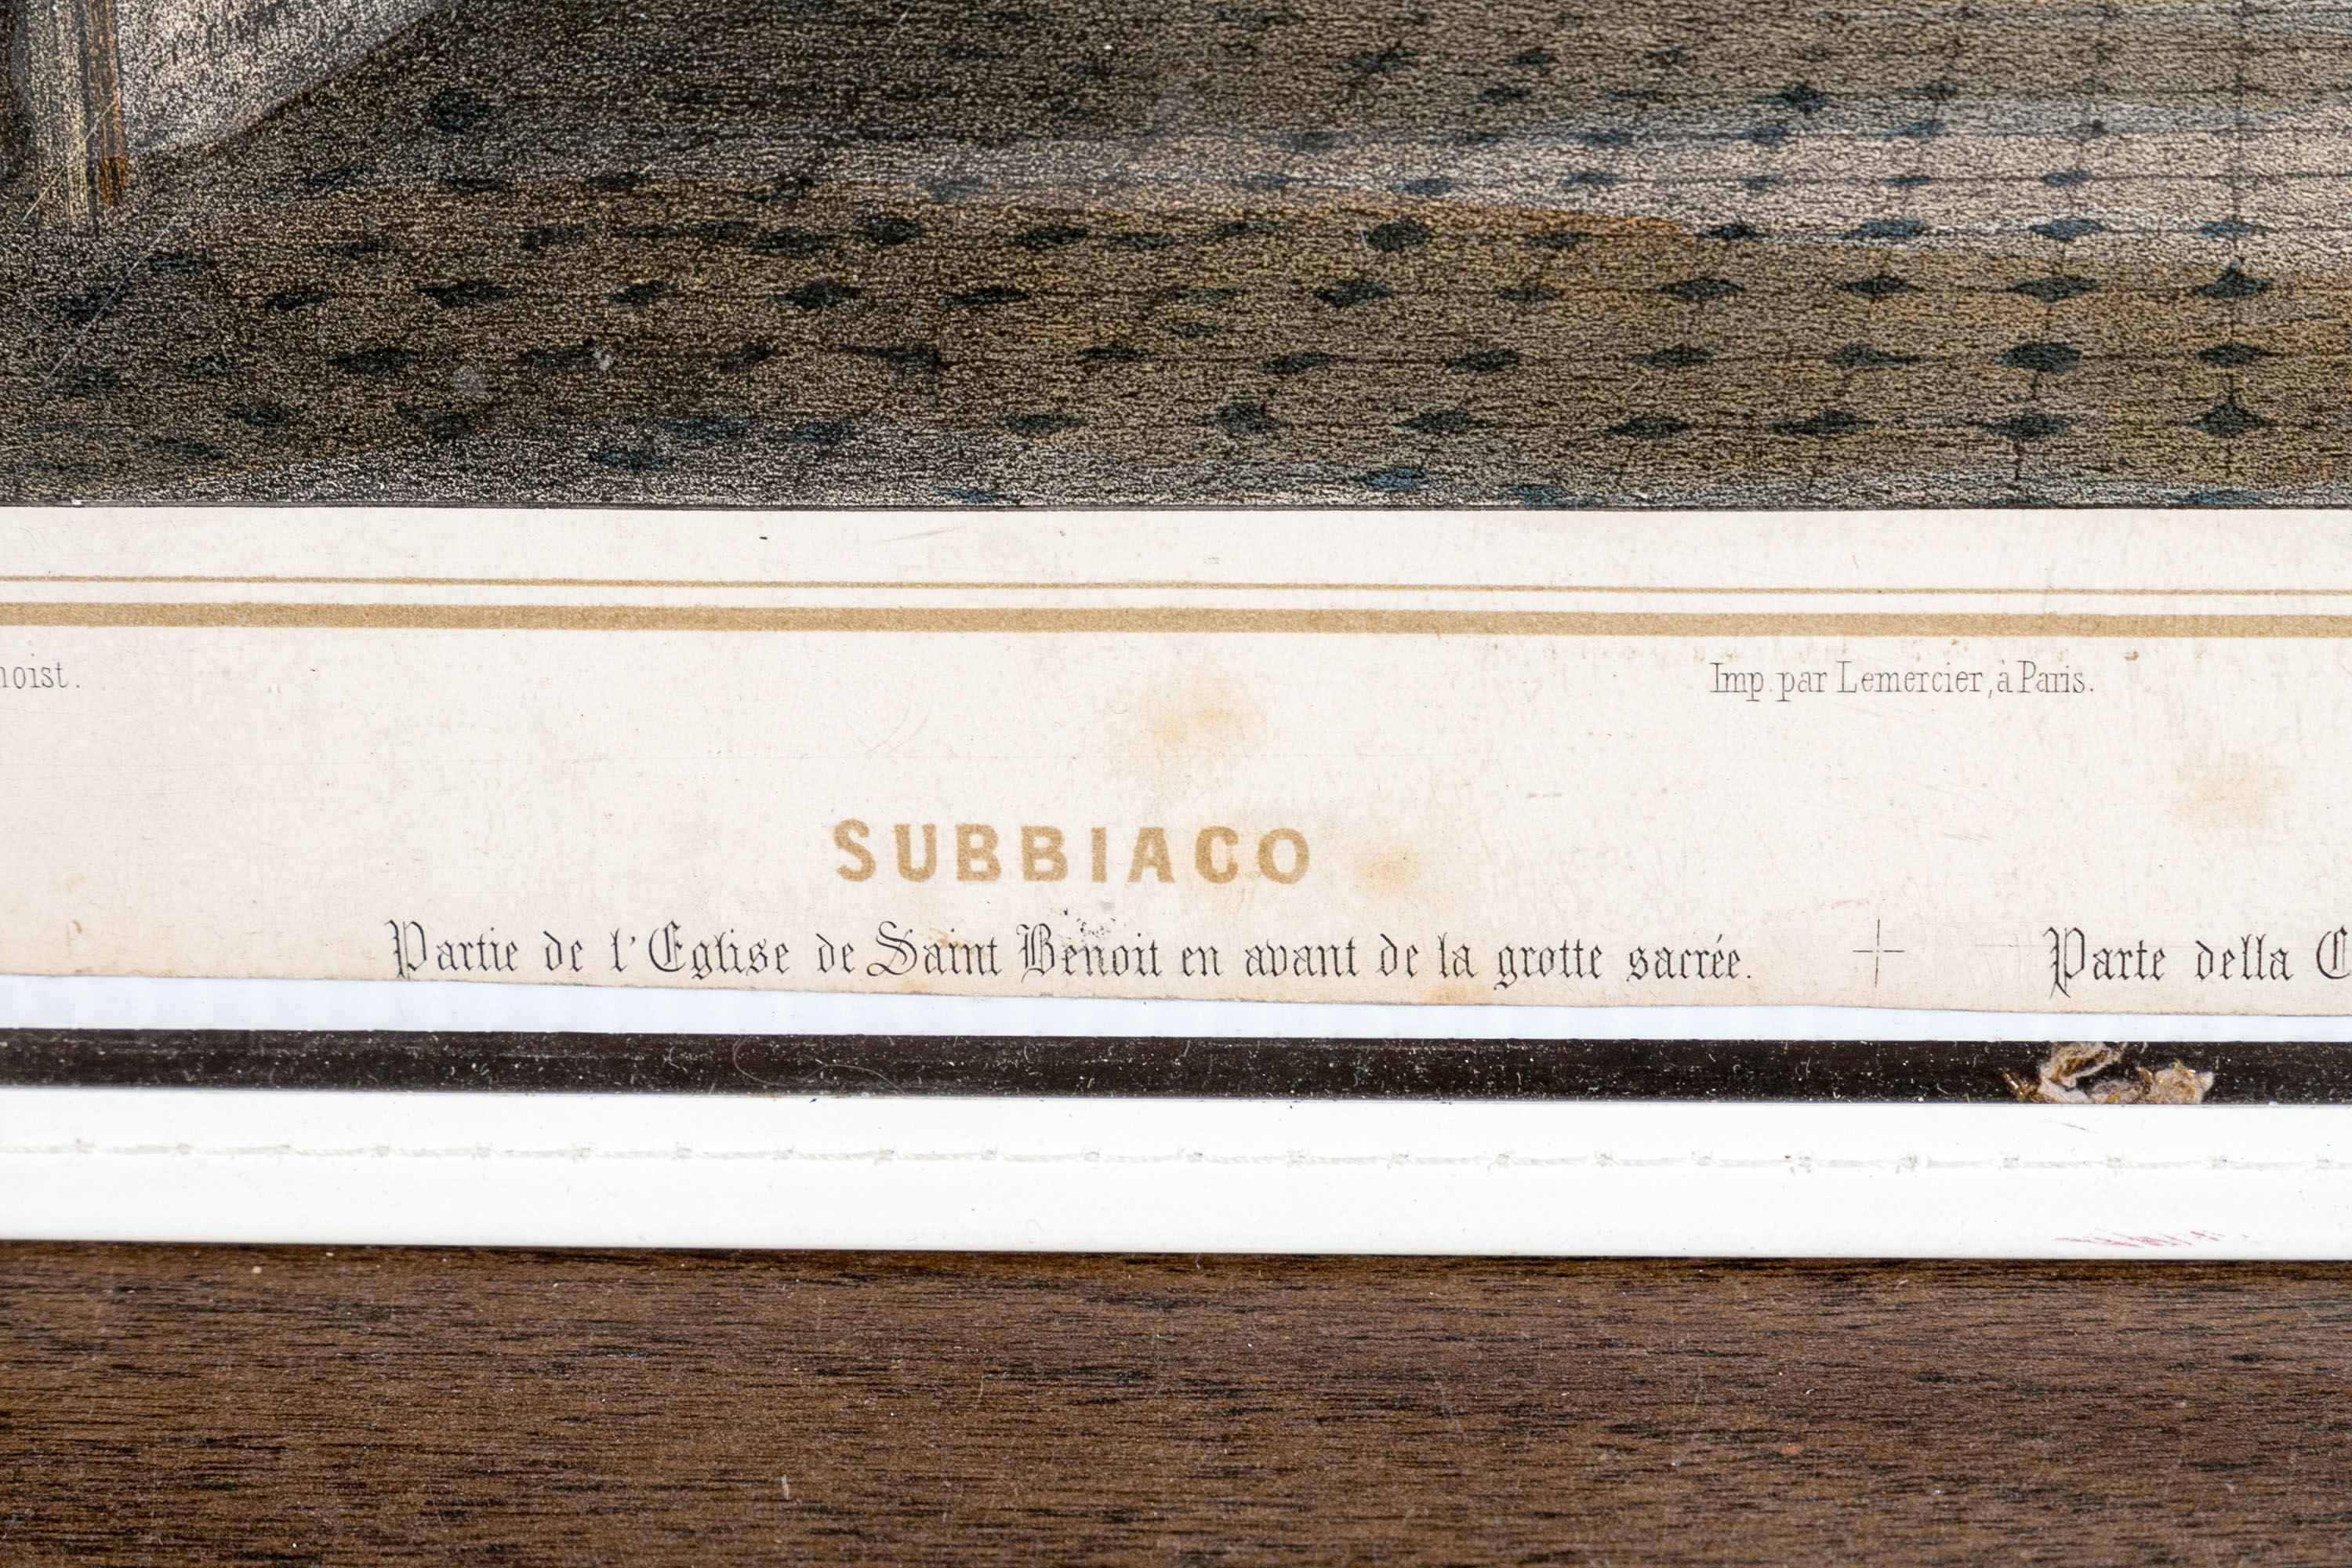 noist.
Imp. par Lemercier, à Paris.
SUBBIACO
Partie de l'Eglise de Saint Benoit en avant de la grotte sacrée.
Parte della